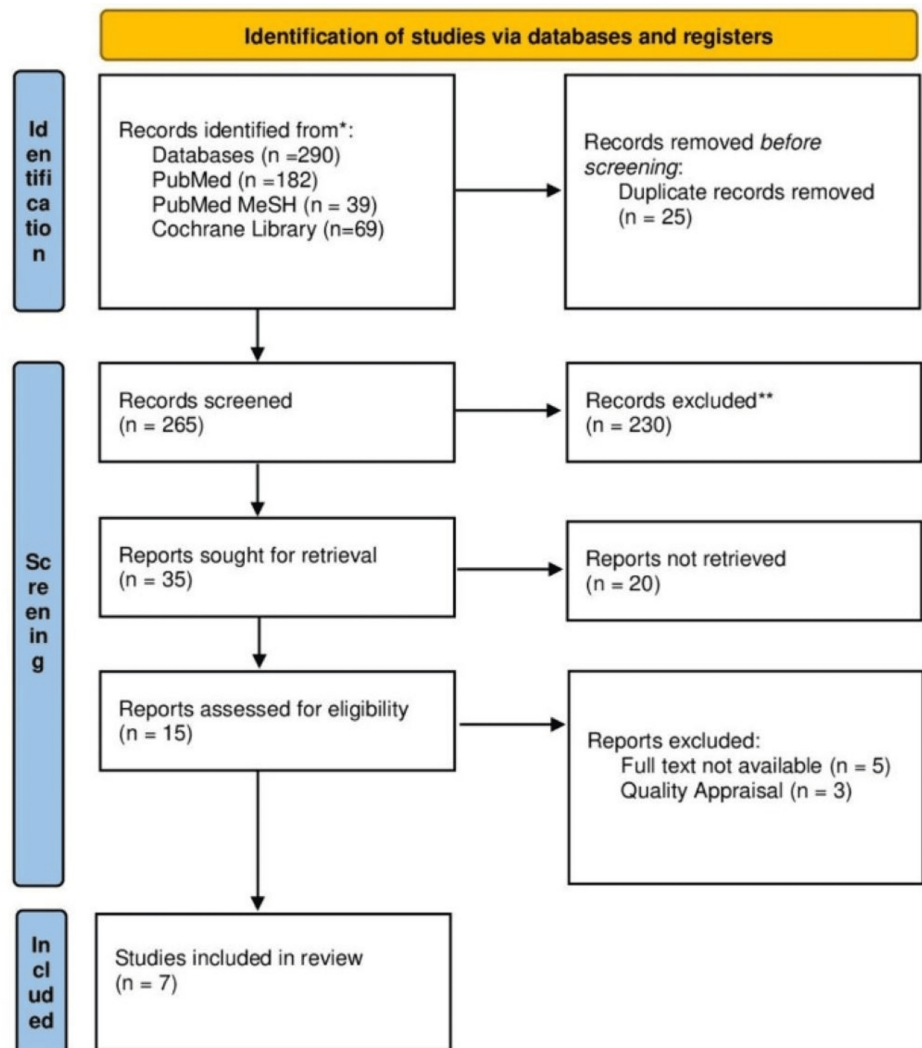 Identification of studies via databases and registers
Id
en
tifi
ca
tio
n
Records identified from*:
Databases (n =290)
PubMed (n =182)
PubMed MeSH (n = 39)
Cochrane Library (n=69)
Records removed before
screening:
Duplicate records removed
(n = 25)
Sc
re
en
in
g
Records screened
(n = 265)
Records excluded**
(n = 230)
Reports sought for retrieval
(n = 35)
Reports not retrieved
(n = 20)
Reports assessed for eligibility
(n = 15)
Reports excluded:
Full text not available (n = 5)
Quality Appraisal (n = 3)
In
cl
ud
ed
Studies included in review
(n = 7)